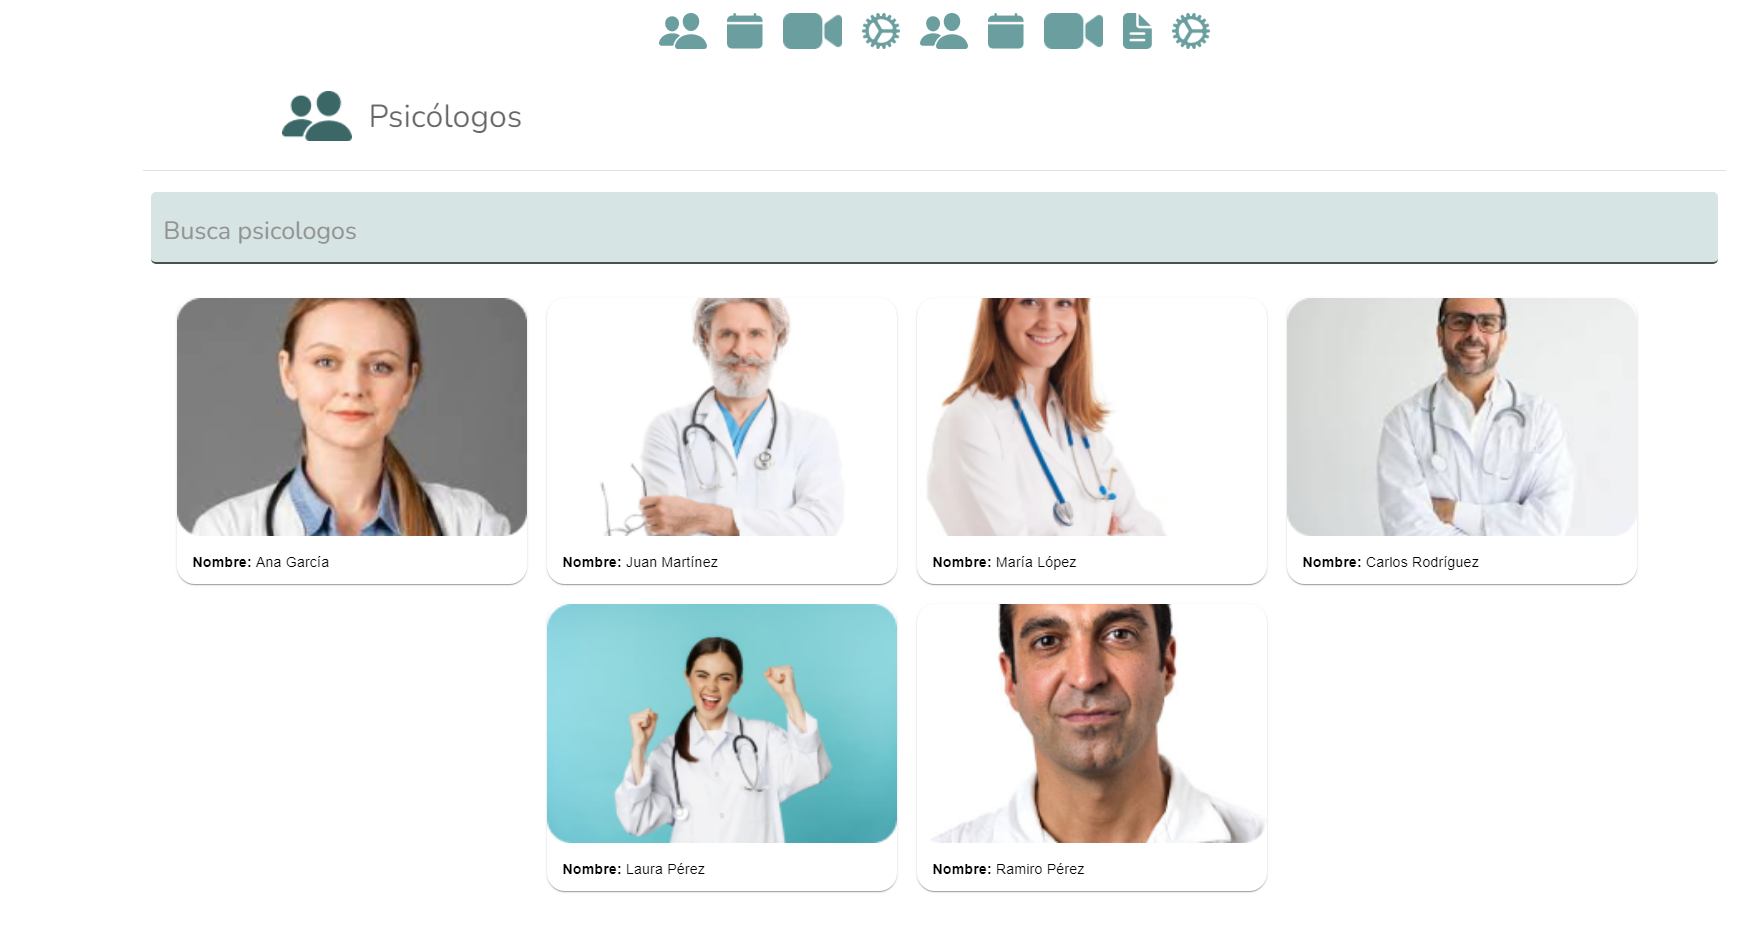 Psicólogos
Busca psicologos
Nombre: Ana García
Nombre: Juan Martínez
Nombre: María López
Nombre: Carlos Rodríguez
Nombre: Laura Pérez
Nombre: Ramiro Pérez